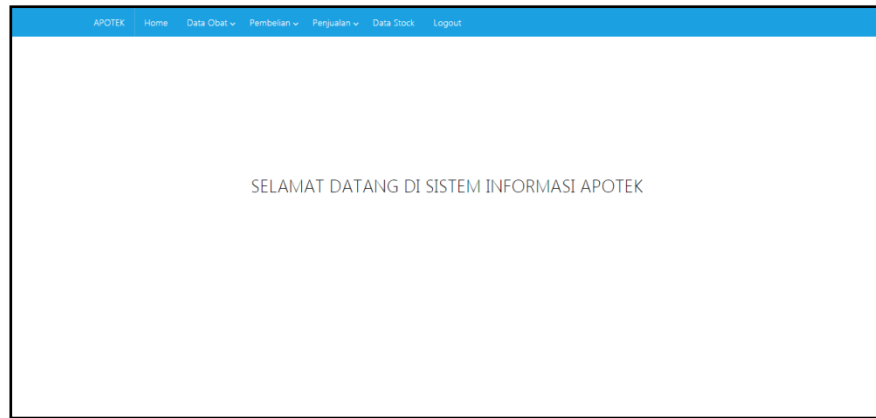 APOTEK Home Data Obat Pembelian Penjualan Data Stock Logout
SELAMAT DATANG DI SISTEM INFORMASI APOTEK